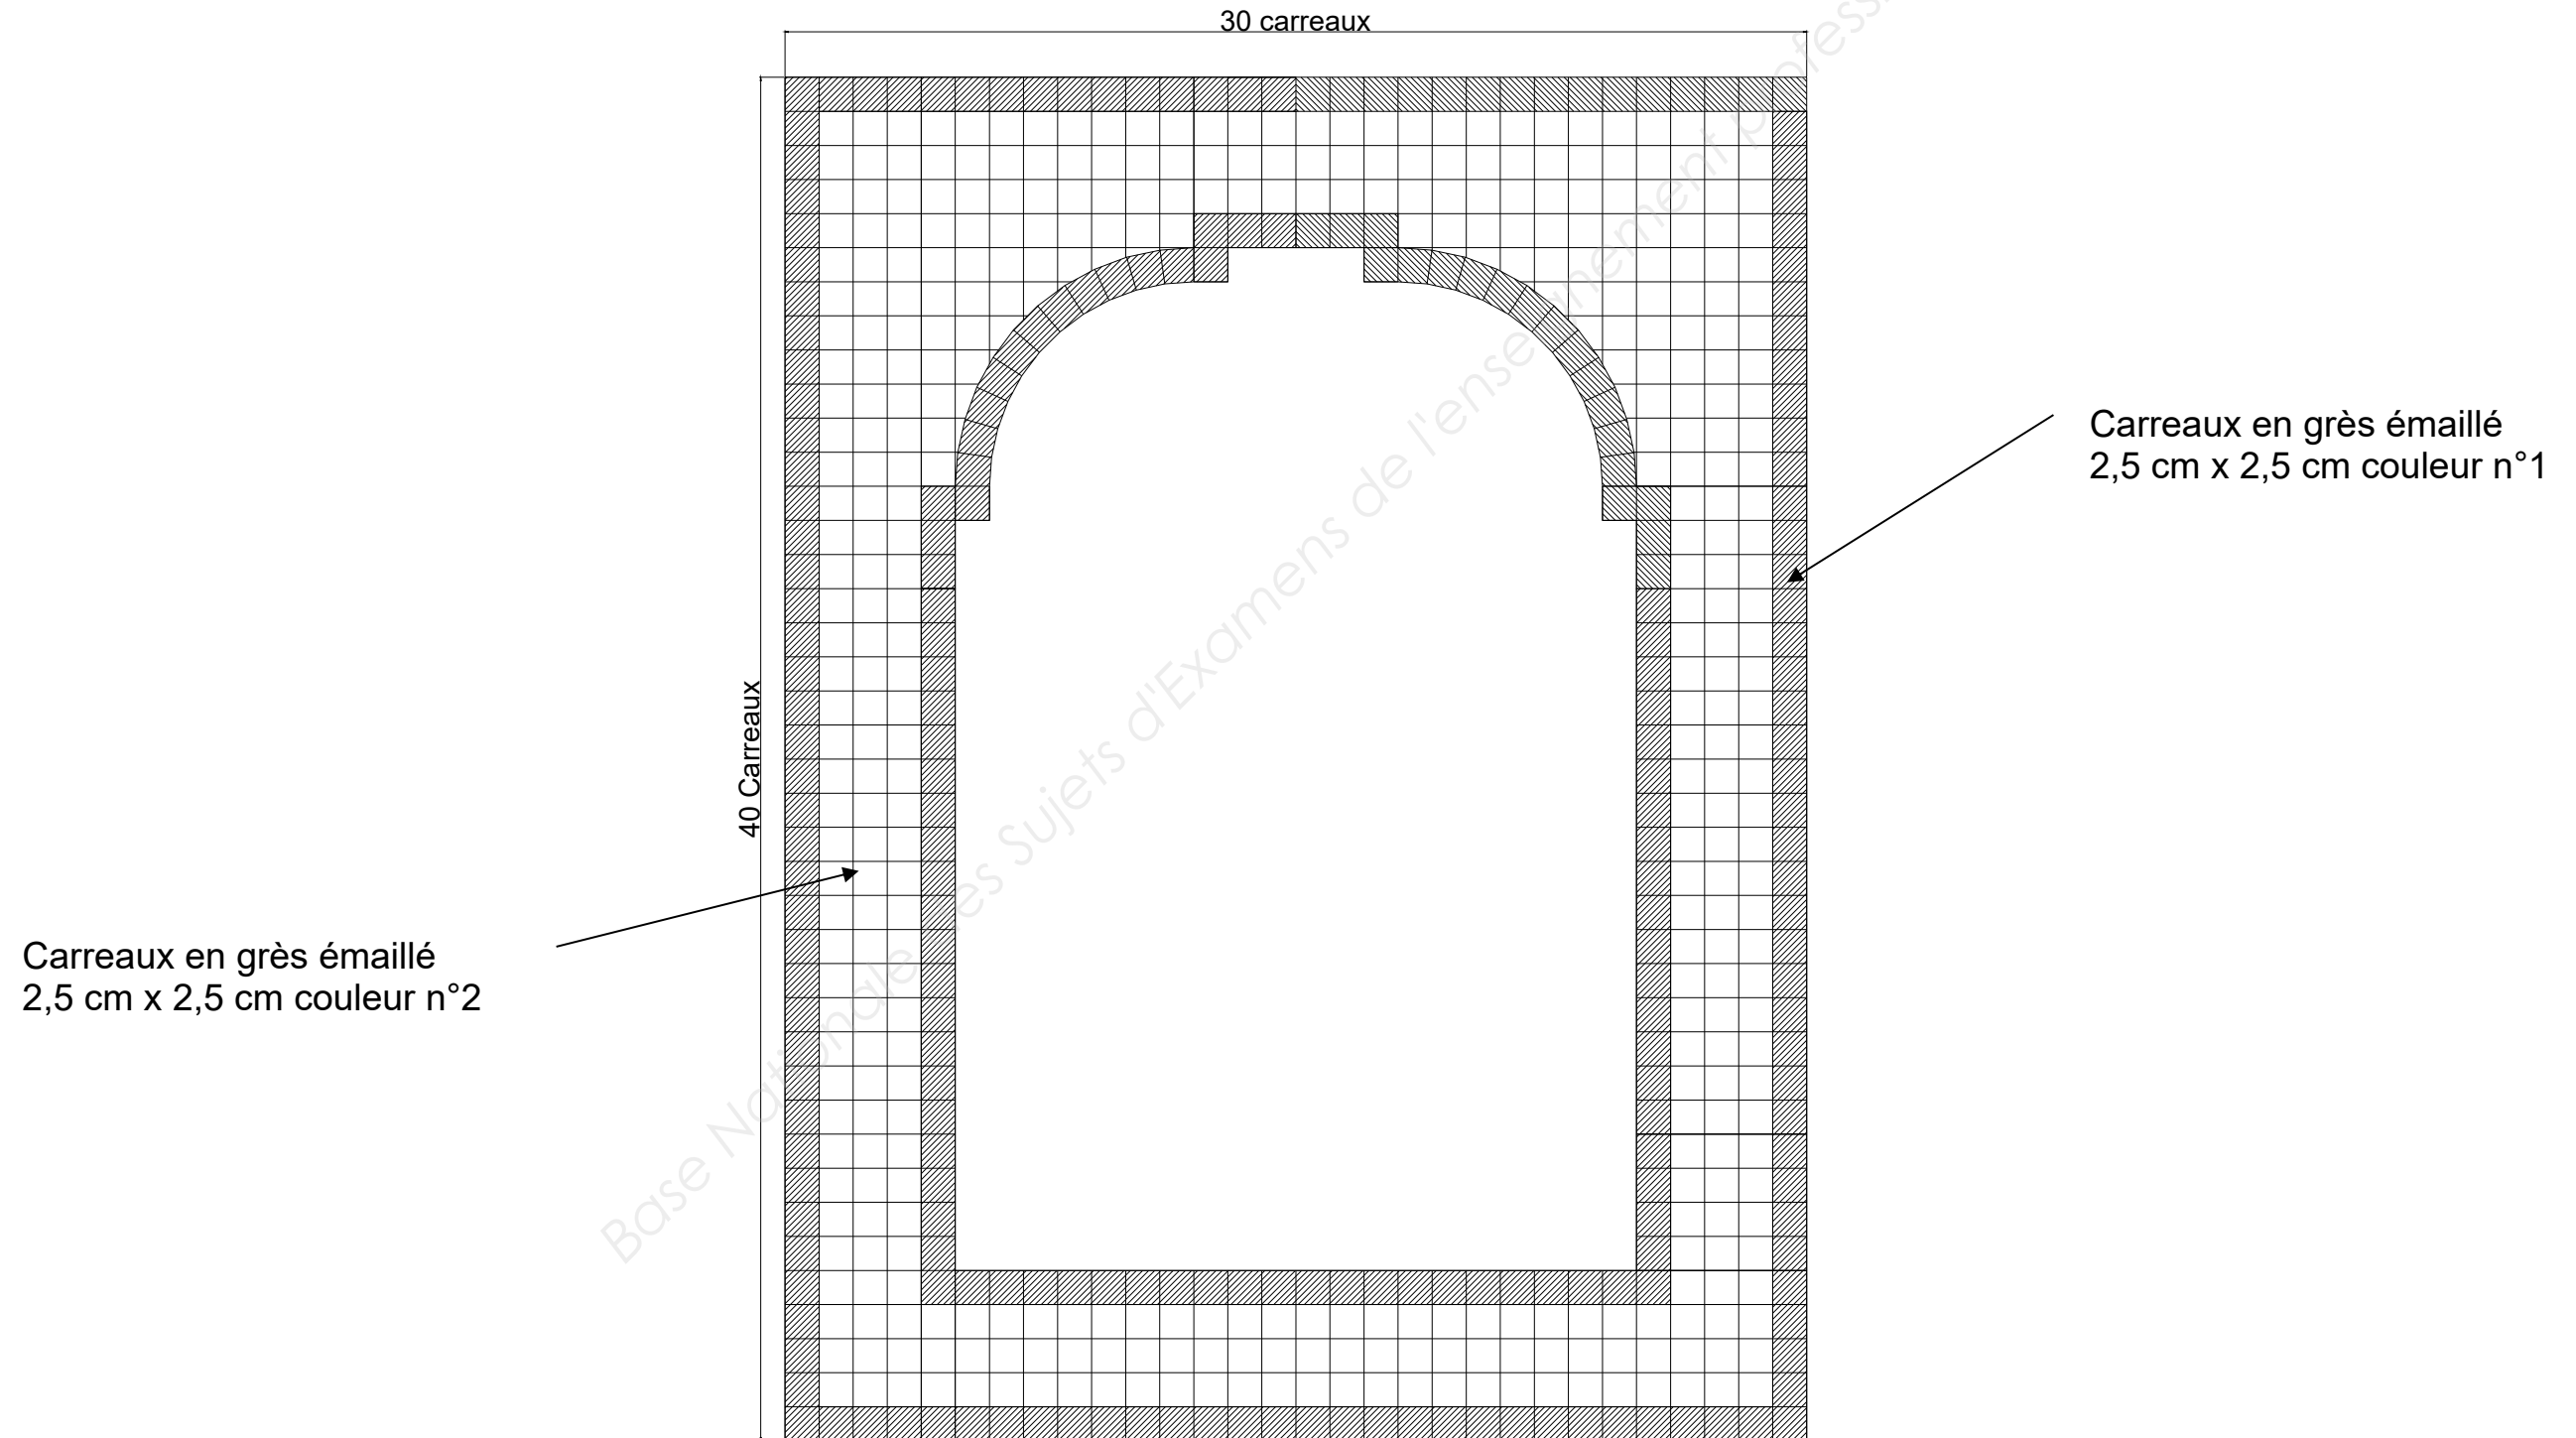 30 carreaux
Carreaux en grès émaillé
2,5 cm x 2,5 cm couleur n°1
40 Carreaux
Carreaux en grès émaillé
2,5 cm x 2,5 cm couleur n°2
Base Nationale des Sujets d'Examens de l'enseignement professi